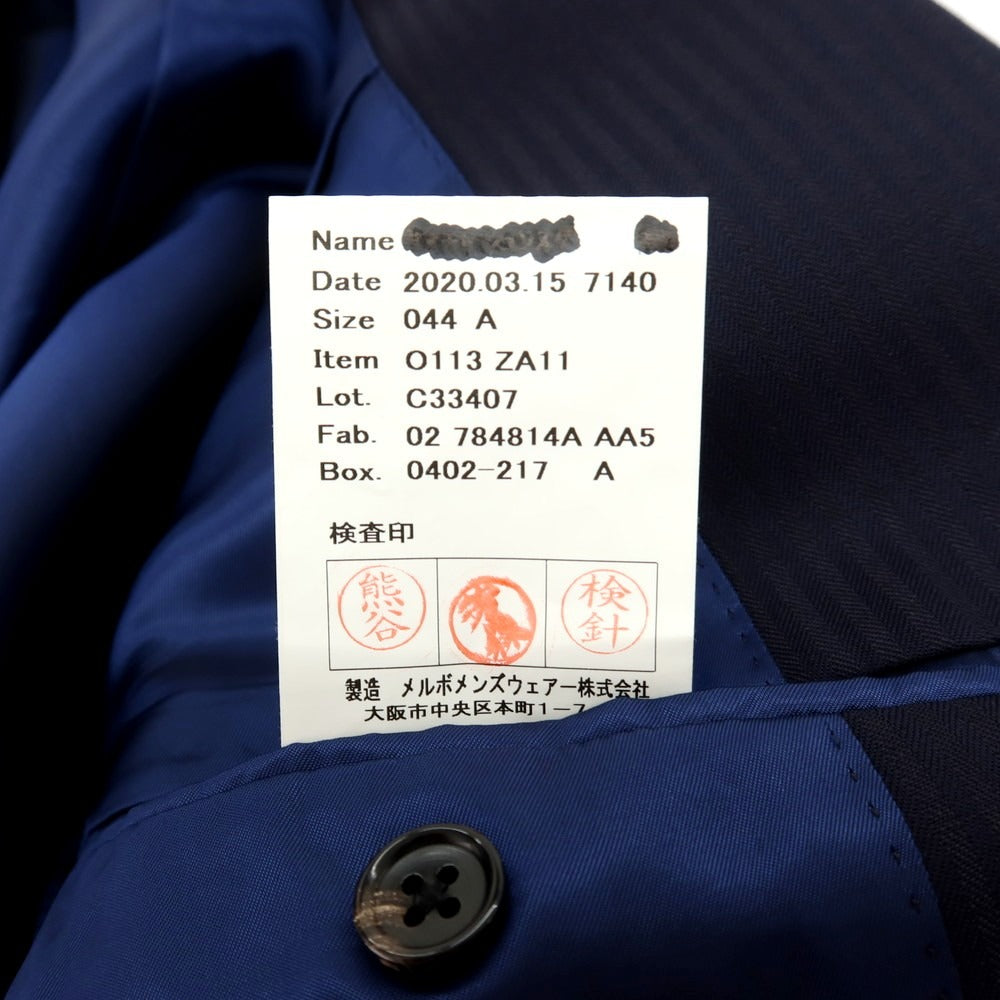 Name
Date 2020.03.15 7140
Size 044 A
Item O113 ZA11
Lot. C33407
Fab. 02 784814A AA5
Box. 0402-217 A
検査印
熊谷
検針
製造 メルボメンズウェアー株式会社
大阪市中央区本町1-7